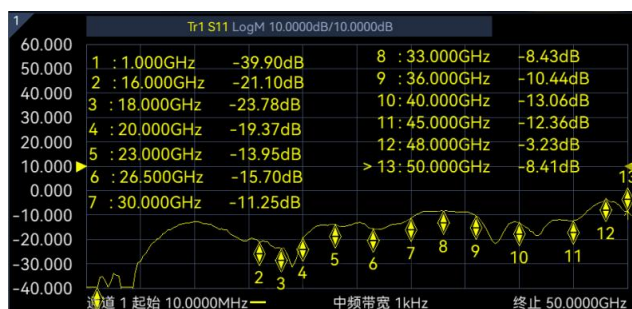 1
Tr1 S11 LogM 10.0000dB/10.0000dB
60.000
50.000
40.000
30.000
20.000
10.000
0.000
-10.000
-20.000
-30.000
-40.000
1 : 1.000GHz -39.90dB
2 : 16.000GHz -21.10dB
3 : 18.000GHz -23.78dB
4 : 20.000GHz -19.37dB
5 : 23.000GHz -13.95dB
6 : 26.500GHz -15.70dB
7 : 30.000GHz -11.25dB
8 : 33.000GHz -8.43dB
9 : 36.000GHz -10.44dB
10: 40.000GHz -13.06dB
11: 45.000GHz -12.36dB
12: 48.000GHz -3.23dB
> 13: 50.000GHz -8.41dB
2
3
4
5
6
7
8
9
10
11
12
13
道 1 起始 10.0000MHz
中频带宽 1kHz
终止 50.0000GHz